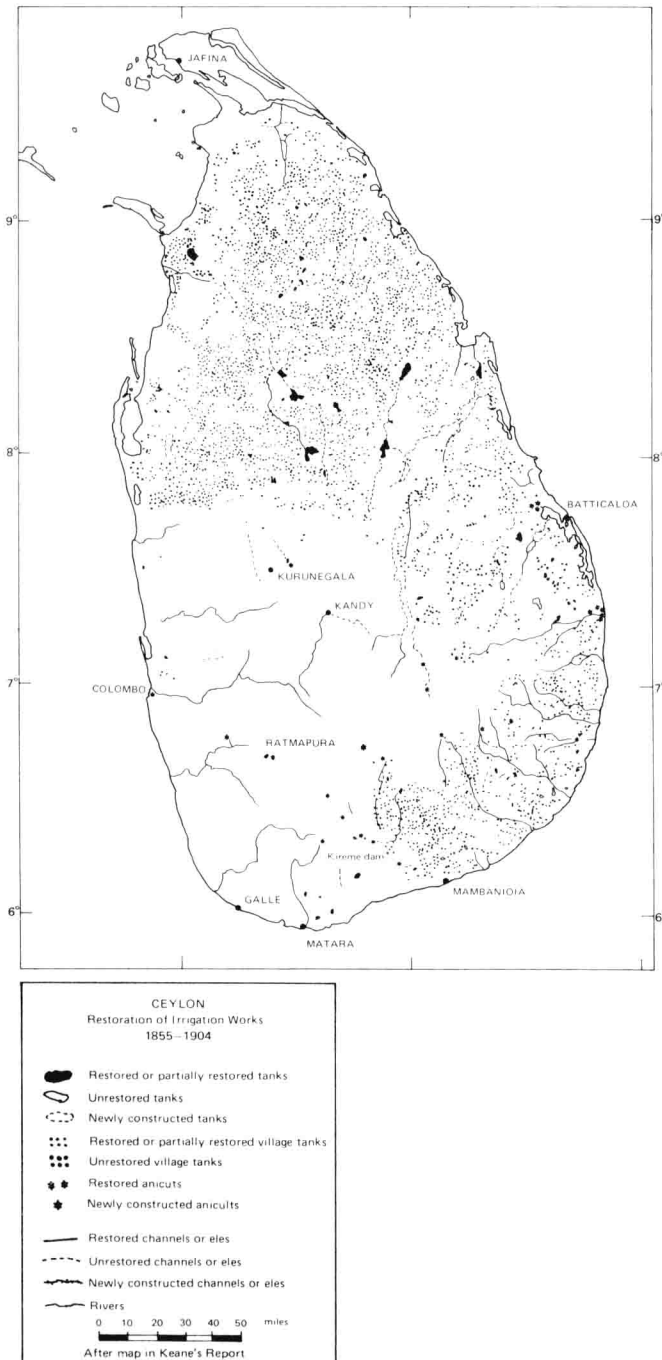 JAFINA
9°
9°
8°
8°
BATTICALOA
KURUNEGALA
KANDY
7°
7°
COLOMBO
RATMAPURA
Kireme dam
MAMBANIOIA
GALLE
6°
6°
MATARA
CEYLON
Restoration of Irrigation Works
1855–1904
Restored or partially restored tanks
Unrestored tanks
Newly constructed tanks
Restored or partially restored village tanks
Unrestored village tanks
Restored anicuts
Newly constructed anicults
Restored channels or eles
Unrestored channels or eles
Newly constructed channels or eles
Rivers
0 10 20 30 40 50 miles
After map in Keane's Report